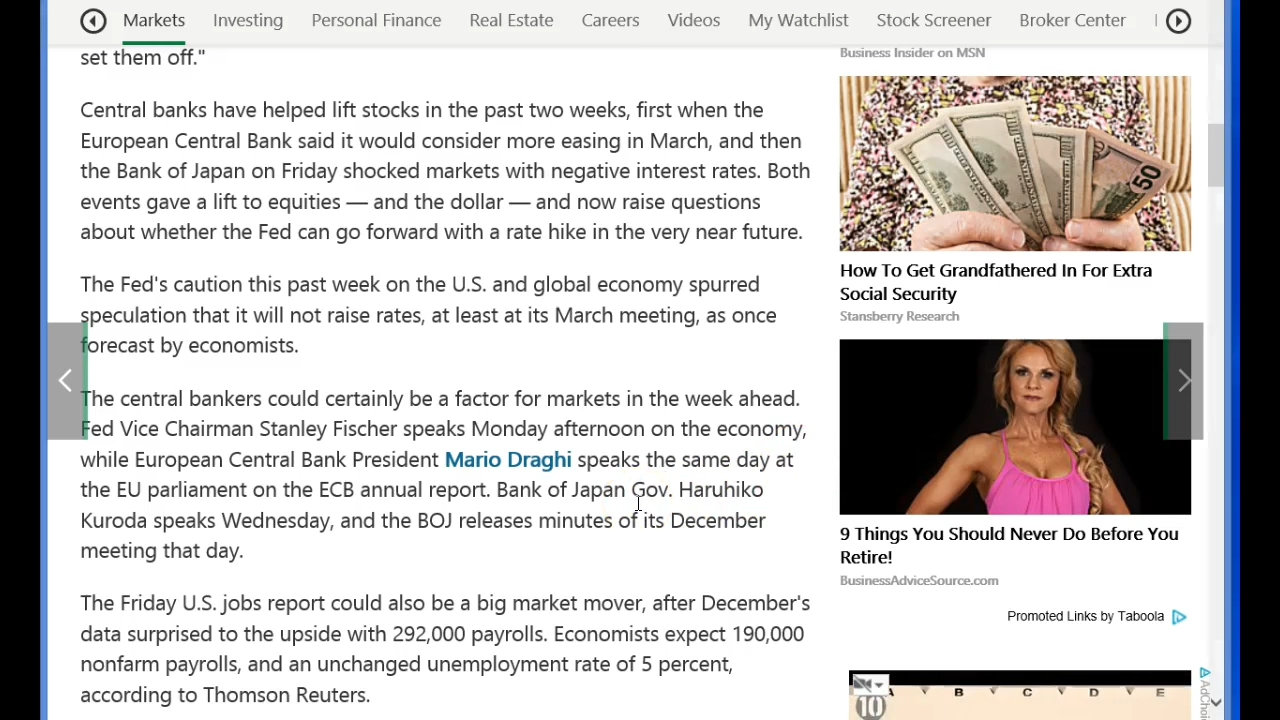 Markets Investing Personal Finance Real Estate Careers Videos My Watchlist Stock Screener Broker Center
set them off."
Central banks have helped lift stocks in the past two weeks, first when the
European Central Bank said it would consider more easing in March, and then
the Bank of Japan on Friday shocked markets with negative interest rates. Both
events gave a lift to equities — and the dollar — and now raise questions
about whether the Fed can go forward with a rate hike in the very near future.
The Fed's caution this past week on the U.S. and global economy spurred
speculation that it will not raise rates, at least at its March meeting, as once
forecast by economists.
The central bankers could certainly be a factor for markets in the week ahead.
Fed Vice Chairman Stanley Fischer speaks Monday afternoon on the economy,
while European Central Bank President Mario Draghi speaks the same day at
the EU parliament on the ECB annual report. Bank of Japan Gov. Haruhiko
Kuroda speaks Wednesday, and the BOJ releases minutes of its December
meeting that day.
The Friday U.S. jobs report could also be a big market mover, after December's
data surprised to the upside with 292,000 payrolls. Economists expect 190,000
nonfarm payrolls, and an unchanged unemployment rate of 5 percent,
according to Thomson Reuters.
Business Insider on MSN
50
How To Get Grandfathered In For Extra
Social Security
Stansberry Research
9 Things You Should Never Do Before You
Retire!
BusinessAdviceSource.com
Promoted Links by Taboola
A B C D E
10